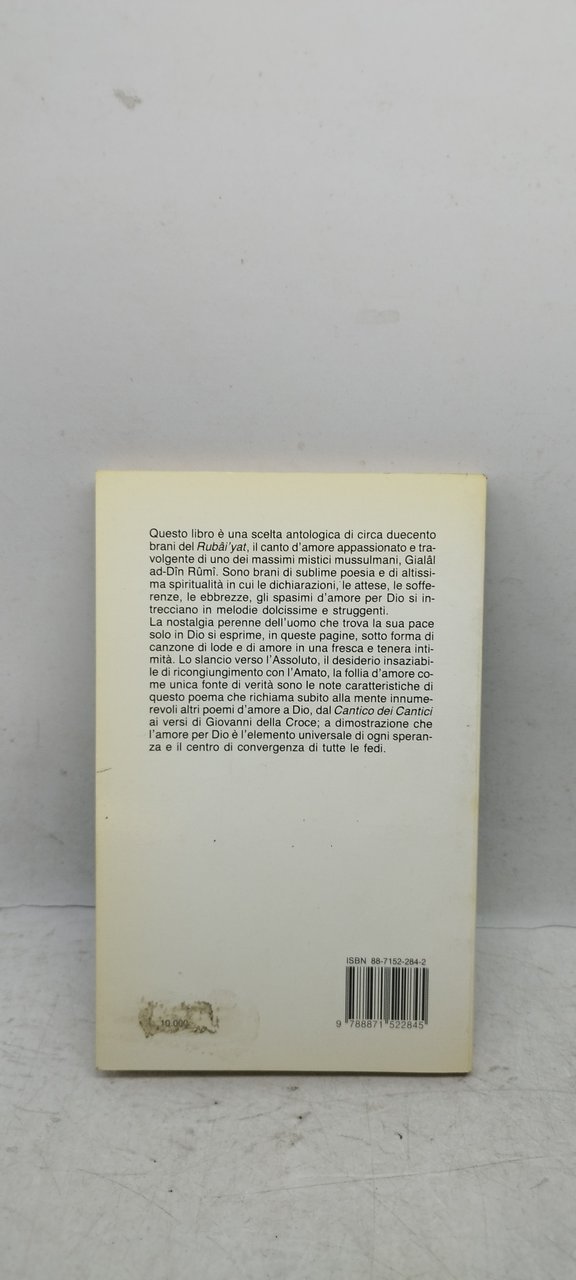 Questo libro è una scelta antologica di circa duecento
brani del Rubâi'yat, il canto d'amore appassionato e tra-
volgente di uno dei massimi mistici mussulmani, Gialâl
ad-Dîn Rûmî. Sono brani di sublime poesia e di altissi-
ma spiritualità in cui le dichiarazioni, le attese, le soffe-
renze, le ebbrezze, gli spasimi d'amore per Dio si in-
trecciano in melodie dolcissime e struggenti.
La nostalgia perenne dell'uomo che trova la sua pace
solo in Dio si esprime, in queste pagine, sotto forma di
canzone di lode e di amore in una fresca e tenera inti-
mità. Lo slancio verso l'Assoluto, il desiderio insaziabi-
le di ricongiungimento con l'Amato, la follia d'amore co-
me unica fonte di verità sono le note caratteristiche di
questo poema che richiama subito alla mente innume-
revoli altri poemi d'amore a Dio, dal Cantico dei Cantici
ai versi di Giovanni della Croce; a dimostrazione che
l'amore per Dio è l'elemento universale di ogni speran-
za e il centro di convergenza di tutte le fedi.
ISBN 88-7152-284-2
9 788871 522845
L. 10.000